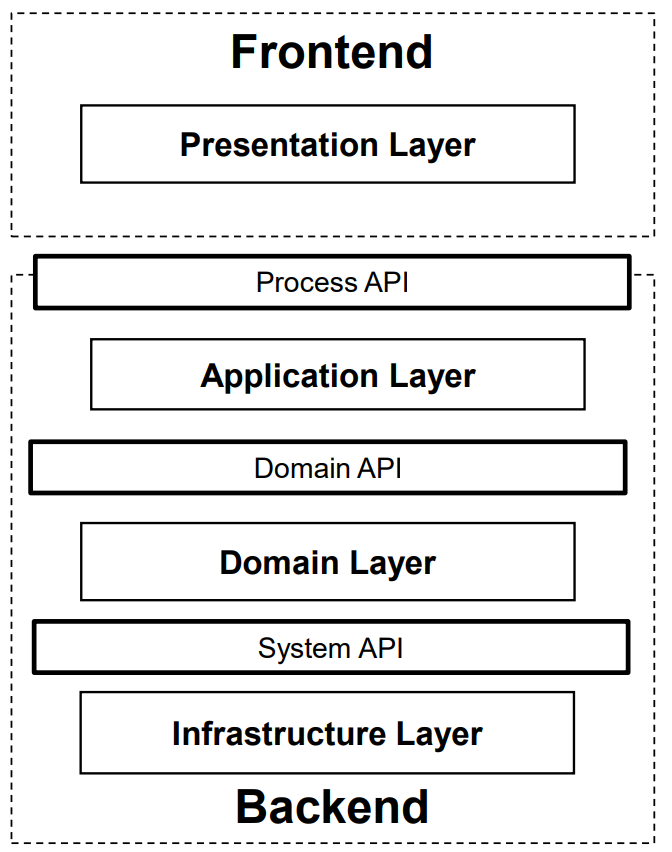 Frontend
Presentation Layer
Process API
Application Layer
Domain API
Domain Layer
System API
Infrastructure Layer
Backend